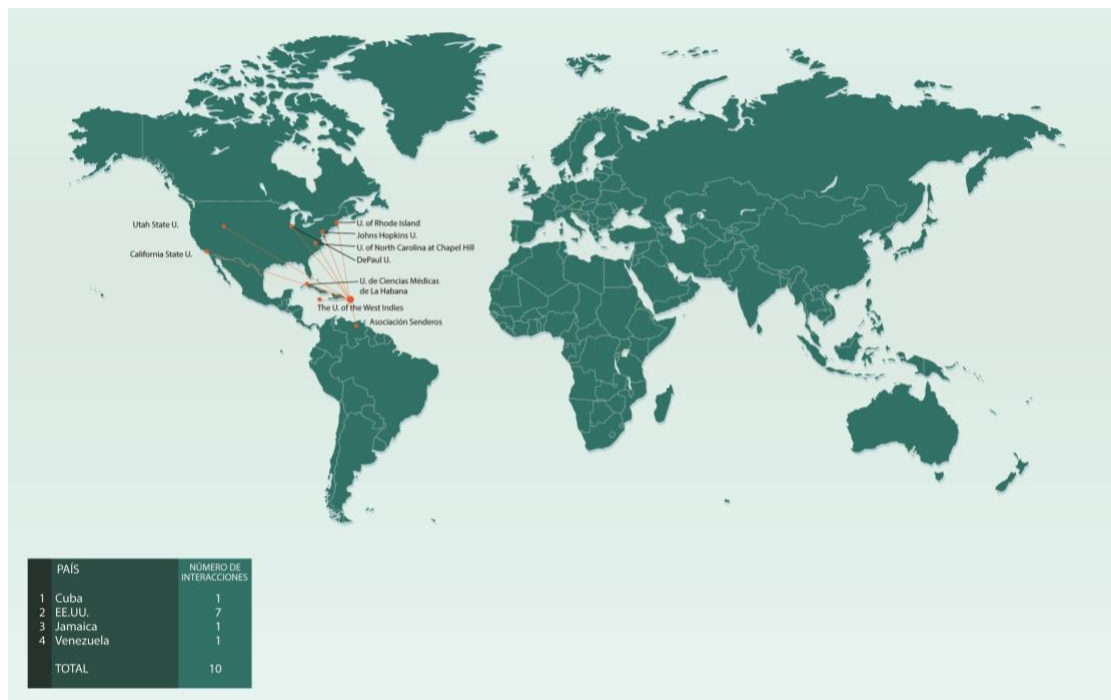 Utah State U.
California State U.
U. of Rhode Island
Johns Hopkins U.
U. of North Carolina at Chapel Hill
DePaul U.
U. de Ciencias Médicas
de La Habana
The U. of the West Indies
Asociación Senderos
PAÍS
NÚMERO DE
INTERACCIONES
1 Cuba 1
2 EE.UU. 7
3 Jamaica 1
4 Venezuela 1
TOTAL 10